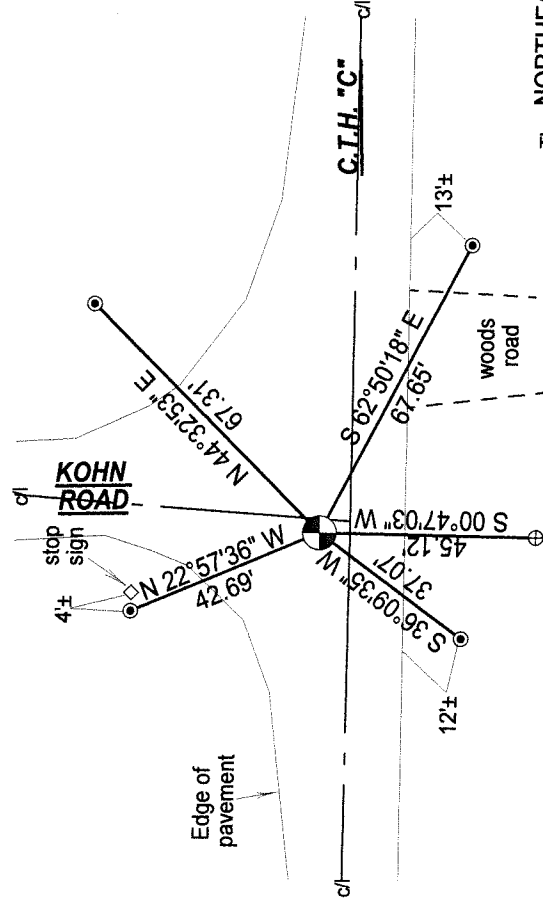 c/l
C.T.H. "C"
c/l
KOHN
ROAD
c/l
stop
sign
4'±
N 22°57'36" W
42.69'
N 44°32'53" E
67.31'
S 62°50'18" E
67.65'
13'±
woods
road
S 00°47'03" W
45.12'
S 36°09'35" W
37.07'
12'±
Edge of
pavement
c/l